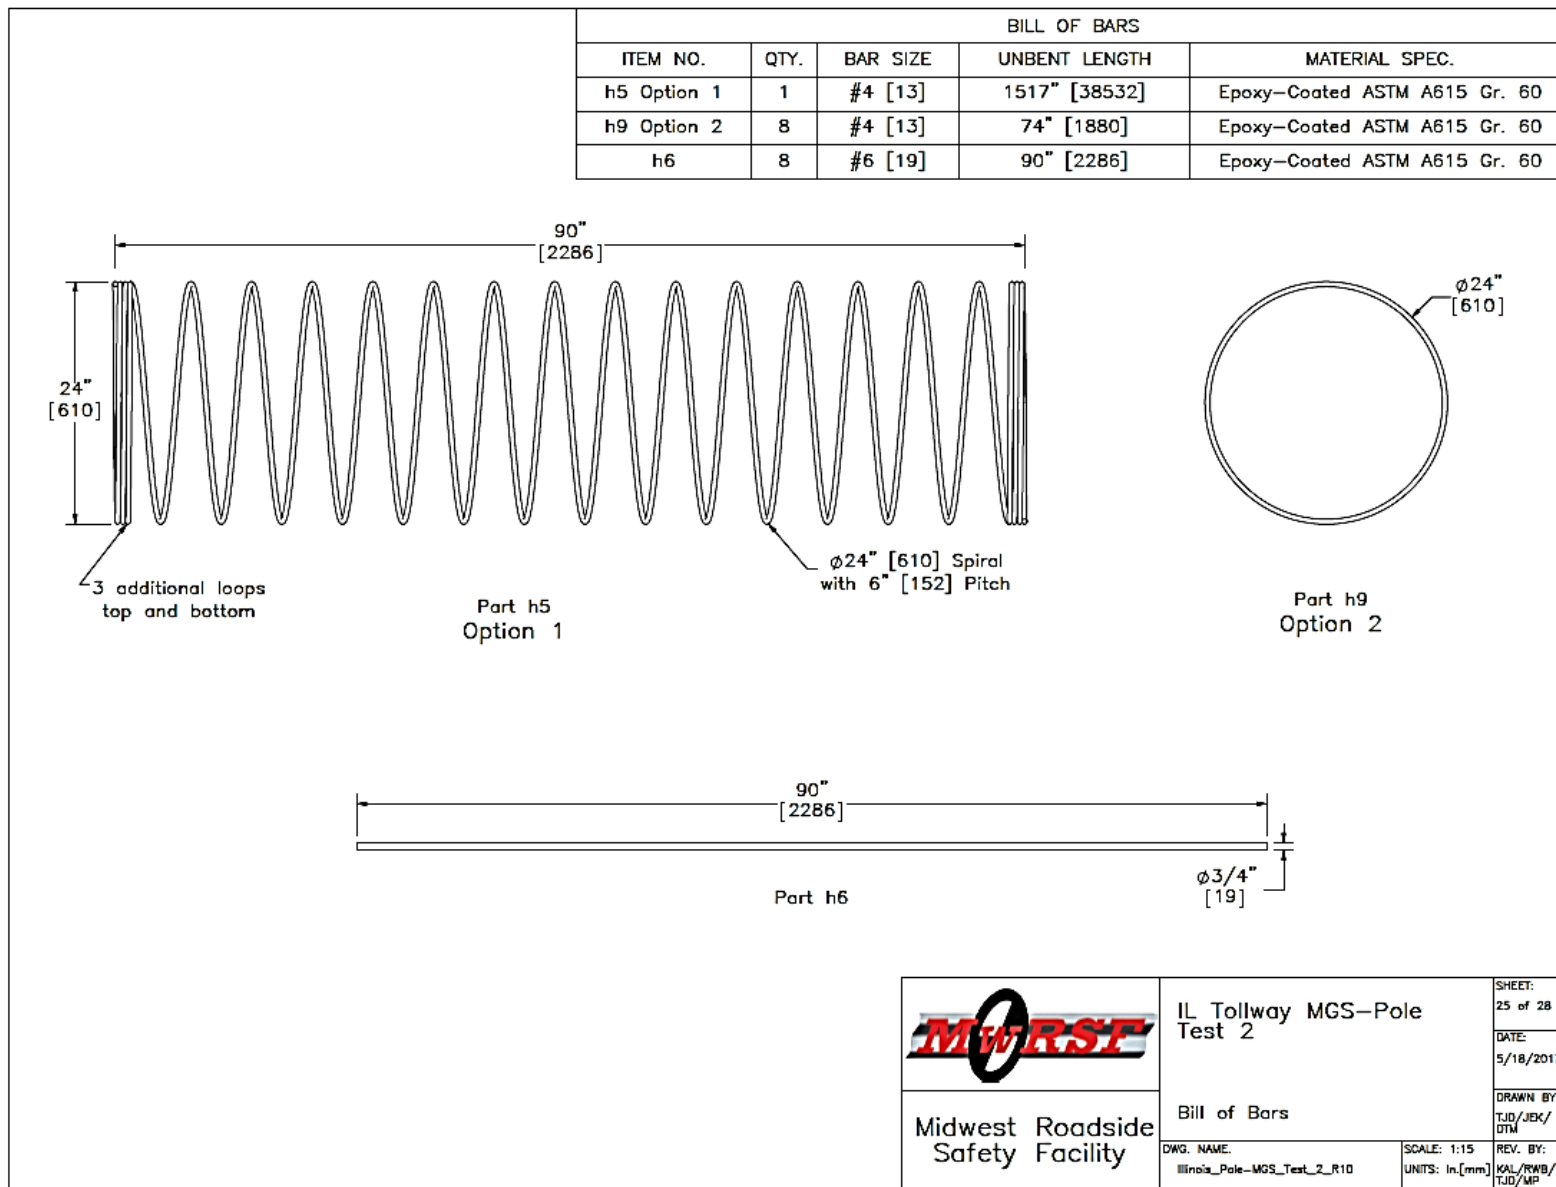 BILL OF BARS
ITEM NO. QTY. BAR SIZE UNBENT LENGTH MATERIAL SPEC.
h5 Option 1 1 #4 [13] 1517" [38532] Epoxy-Coated ASTM A615 Gr. 60
h9 Option 2 8 #4 [13] 74" [1880] Epoxy-Coated ASTM A615 Gr. 60
h6 8 #6 [19] 90" [2286] Epoxy-Coated ASTM A615 Gr. 60
90"
[2286]
24"
[610]
3 additional loops
top and bottom
Part h5
Option 1
⌀24" [610] Spiral
with 6" [152] Pitch
⌀24"
[610]
Part h9
Option 2
90"
[2286]
⌀3/4"
[19]
Part h6
MWRSF
Midwest Roadside
Safety Facility
IL Tollway MGS-Pole
Test 2
Bill of Bars
DWG. NAME.
Illinois_Pole-MGS_Test_2_R10
SCALE: 1:15
UNITS: In.[mm]
SHEET:
25 of 28
DATE:
5/18/201
DRAWN BY
TJD/JEK/
DTM
REV. BY:
KAL/RWB/
TJD/MP